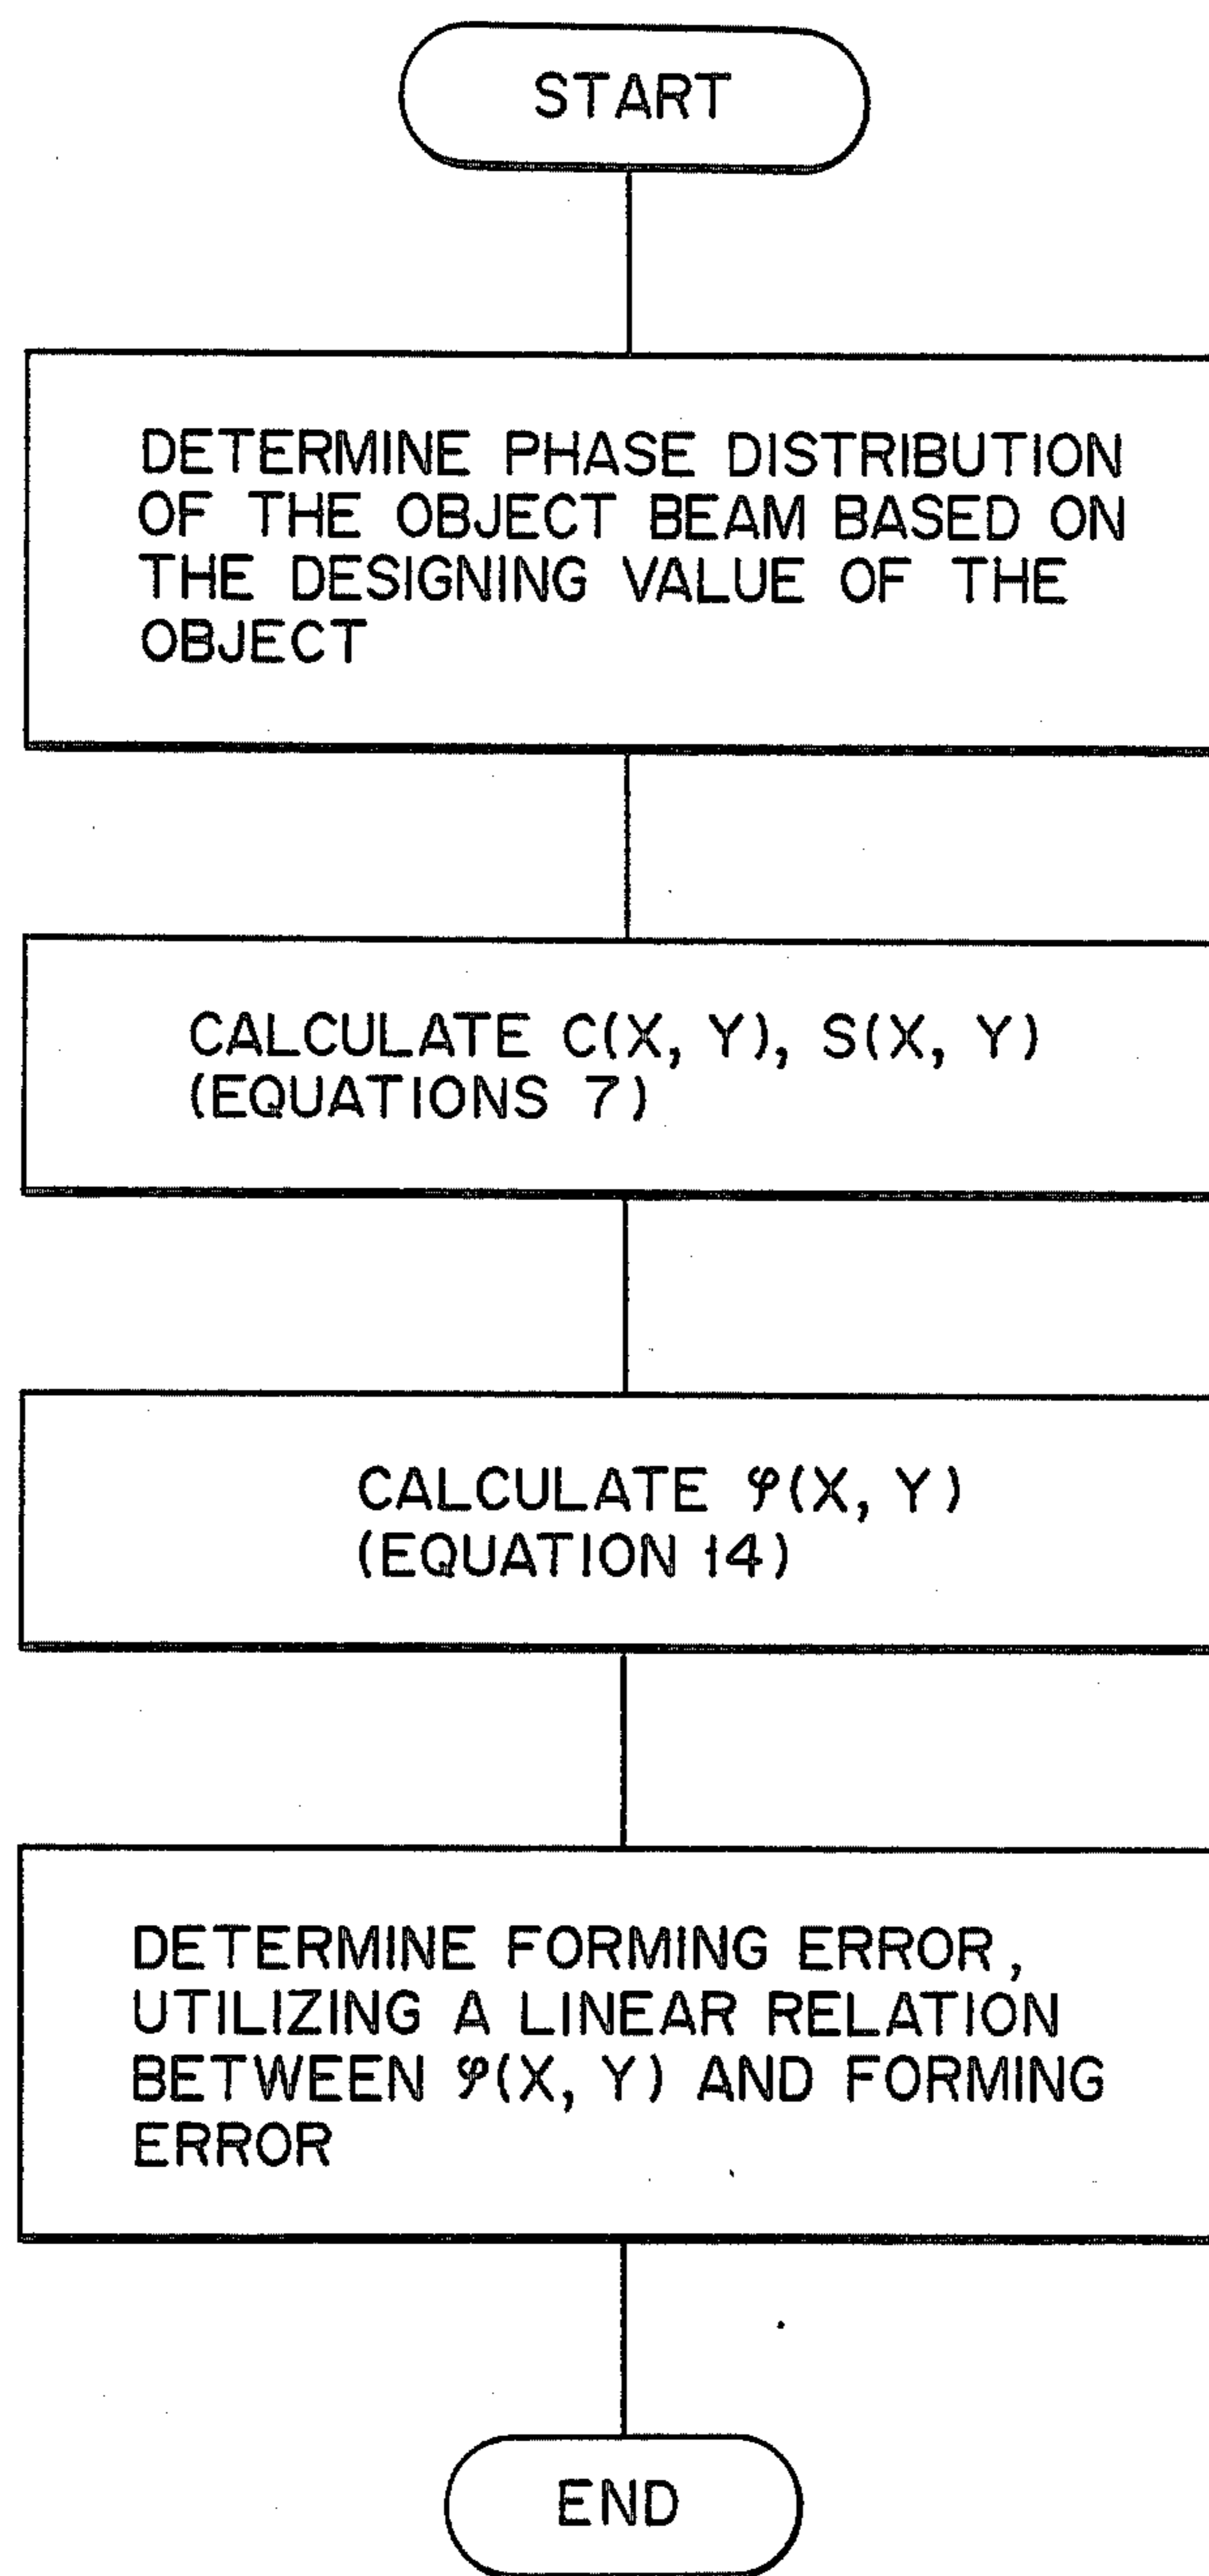 START
DETERMINE PHASE DISTRIBUTION
OF THE OBJECT BEAM BASED ON
THE DESIGNING VALUE OF THE
OBJECT
CALCULATE C(X, Y), S(X, Y)
(EQUATIONS 7)
CALCULATE φ(X, Y)
(EQUATION 14)
DETERMINE FORMING ERROR,
UTILIZING A LINEAR RELATION
BETWEEN φ(X, Y) AND FORMING
ERROR
END